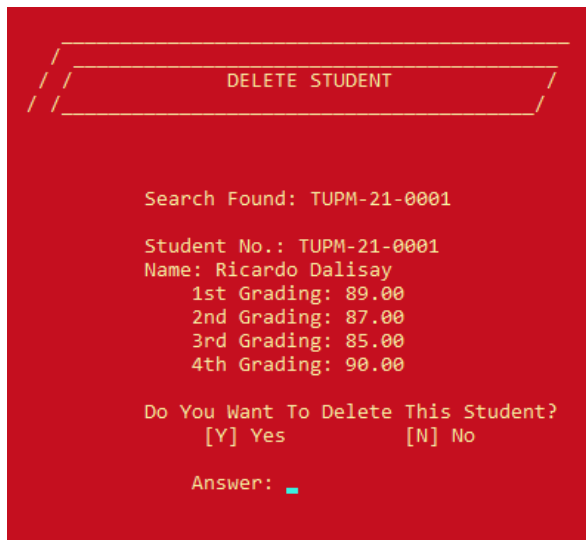 DELETE STUDENT
Search Found: TUPM-21-0001
Student No.: TUPM-21-0001
Name: Ricardo Dalisay
1st Grading: 89.00
2nd Grading: 87.00
3rd Grading: 85.00
4th Grading: 90.00
Do You Want To Delete This Student?
[Y] Yes [N] No
Answer: